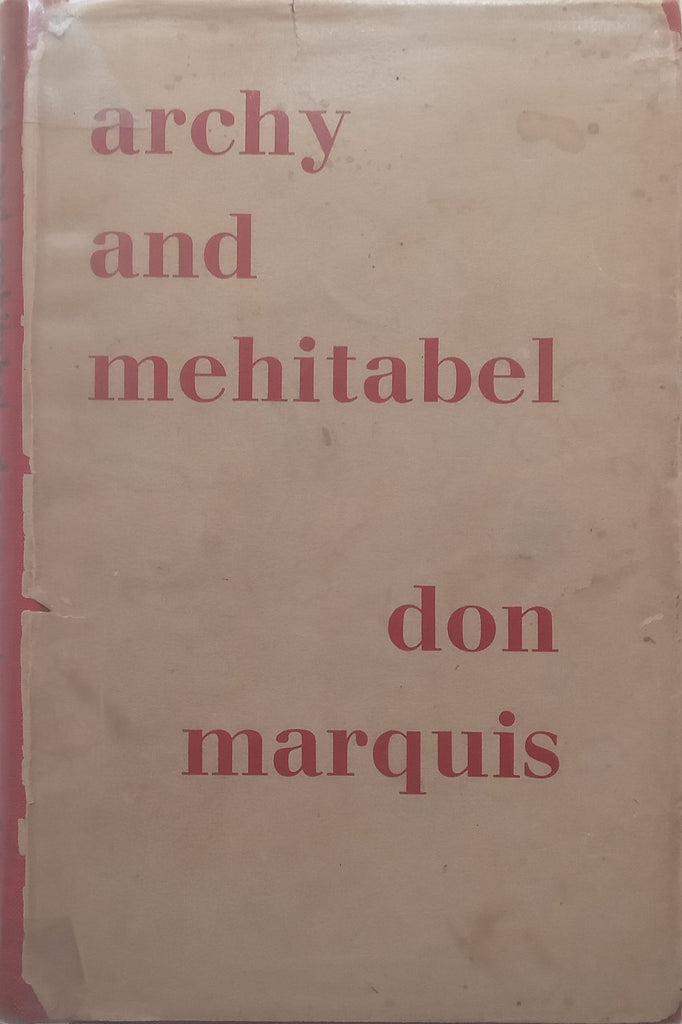 archy
and
mehitabel
don
marquis